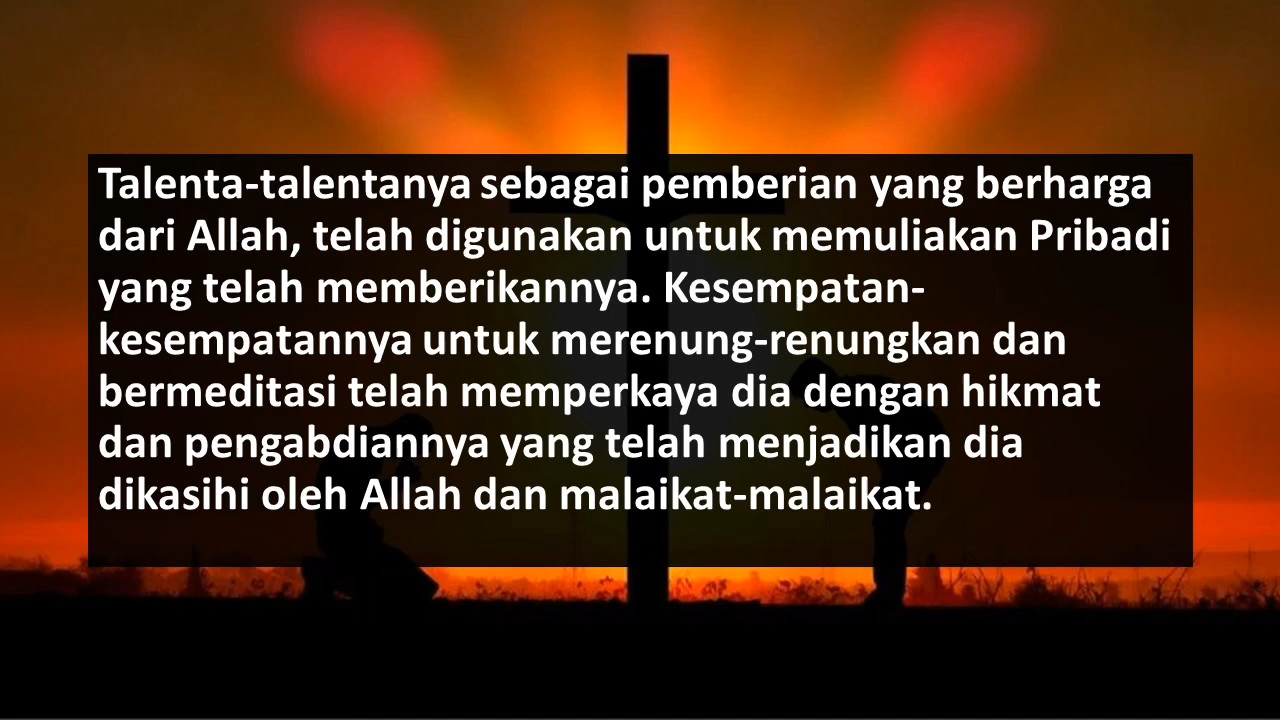 Talenta-talentanya sebagai pemberian yang berharga
dari Allah, telah digunakan untuk memuliakan Pribadi
yang telah memberikannya. Kesempatan-
kesempatannya untuk merenung-renungkan dan
bermeditasi telah memperkaya dia dengan hikmat
dan pengabdiannya yang telah menjadikan dia
dikasihi oleh Allah dan malaikat-malaikat.